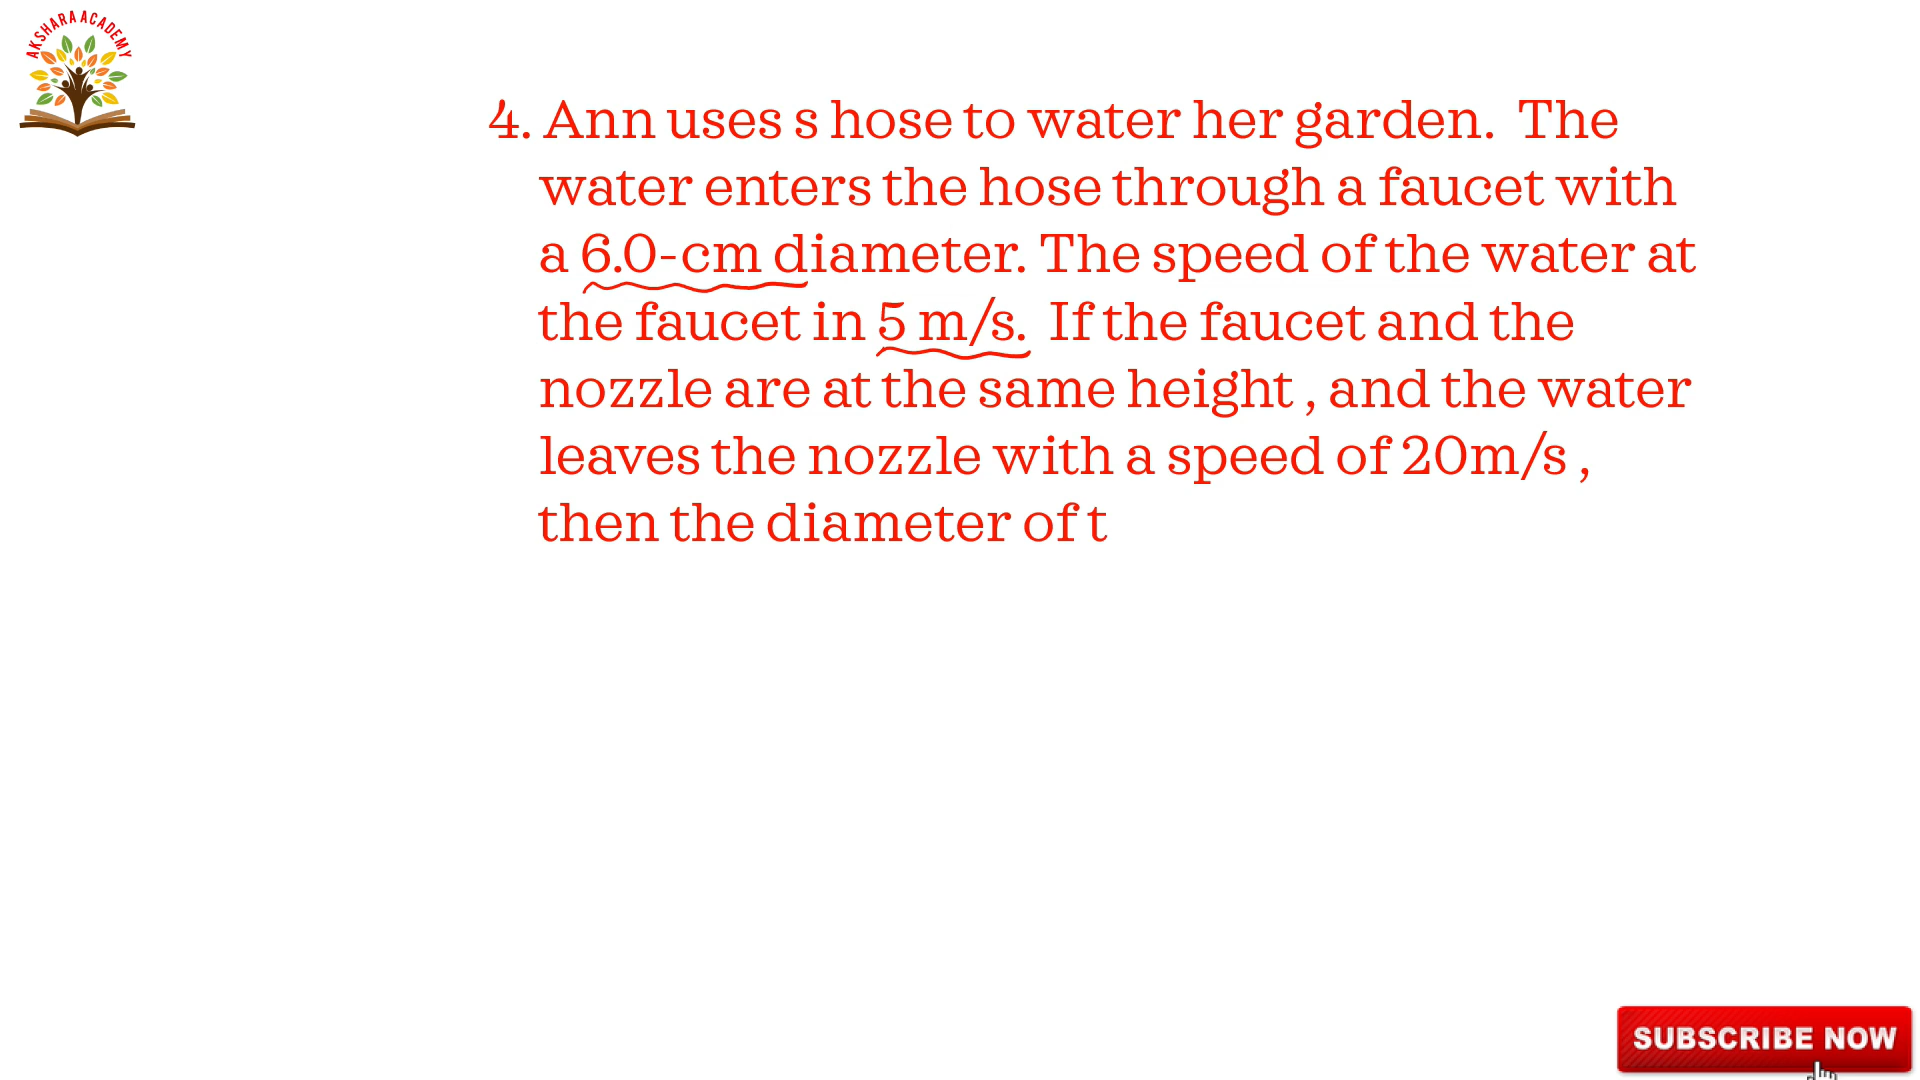 AKSHARA ACADEMY
4. Ann uses s hose to water her garden. The
water enters the hose through a faucet with
a 6.0-cm diameter. The speed of the water at
the faucet in 5 m/s. If the faucet and the
nozzle are at the same height , and the water
leaves the nozzle with a speed of 20m/s ,
then the diameter of t
SUBSCRIBE NOW